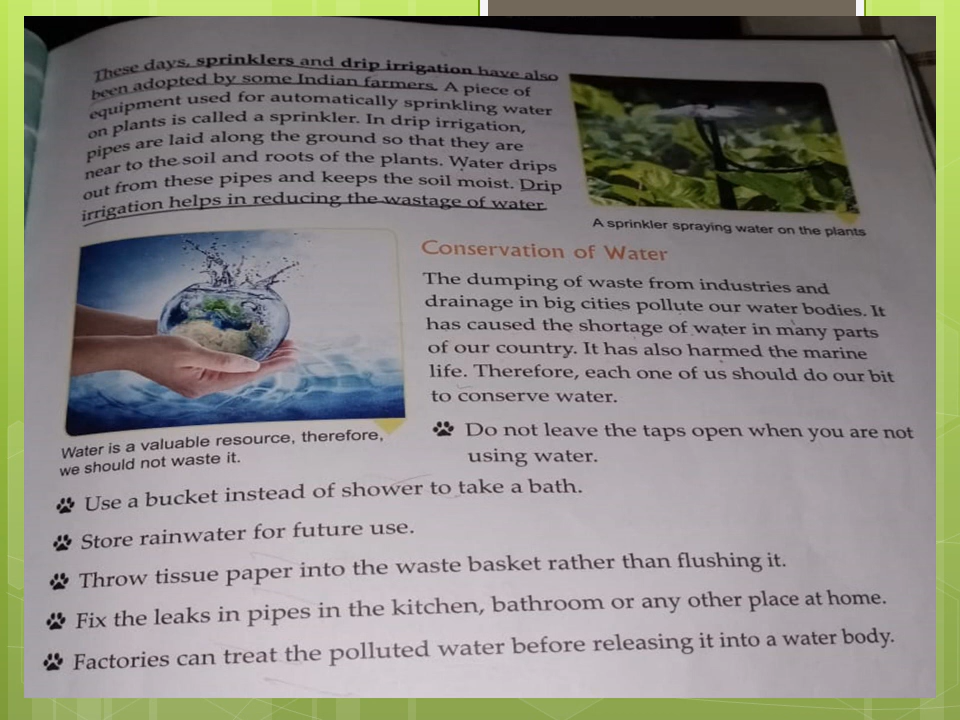 These days, sprinklers and drip irrigation have also
been adopted by some Indian farmers. A piece of
equipment used for automatically sprinkling water
on plants is called a sprinkler. In drip irrigation,
pipes are laid along the ground so that they are
near to the soil and roots of the plants. Water drips
out from these pipes and keeps the soil moist. Drip
irrigation helps in reducing the wastage of water.
A sprinkler spraying water on the plants
Conservation of Water
The dumping of waste from industries and
drainage in big cities pollute our water bodies. It
has caused the shortage of water in many parts
of our country. It has also harmed the marine
life. Therefore, each one of us should do our bit
to conserve water.
Water is a valuable resource, therefore,
we should not waste it.
Do not leave the taps open when you are not
using water.
Use a bucket instead of shower to take a bath.
Store rainwater for future use.
Throw tissue paper into the waste basket rather than flushing it.
Fix the leaks in pipes in the kitchen, bathroom or any other place at home.
Factories can treat the polluted water before releasing it into a water body.